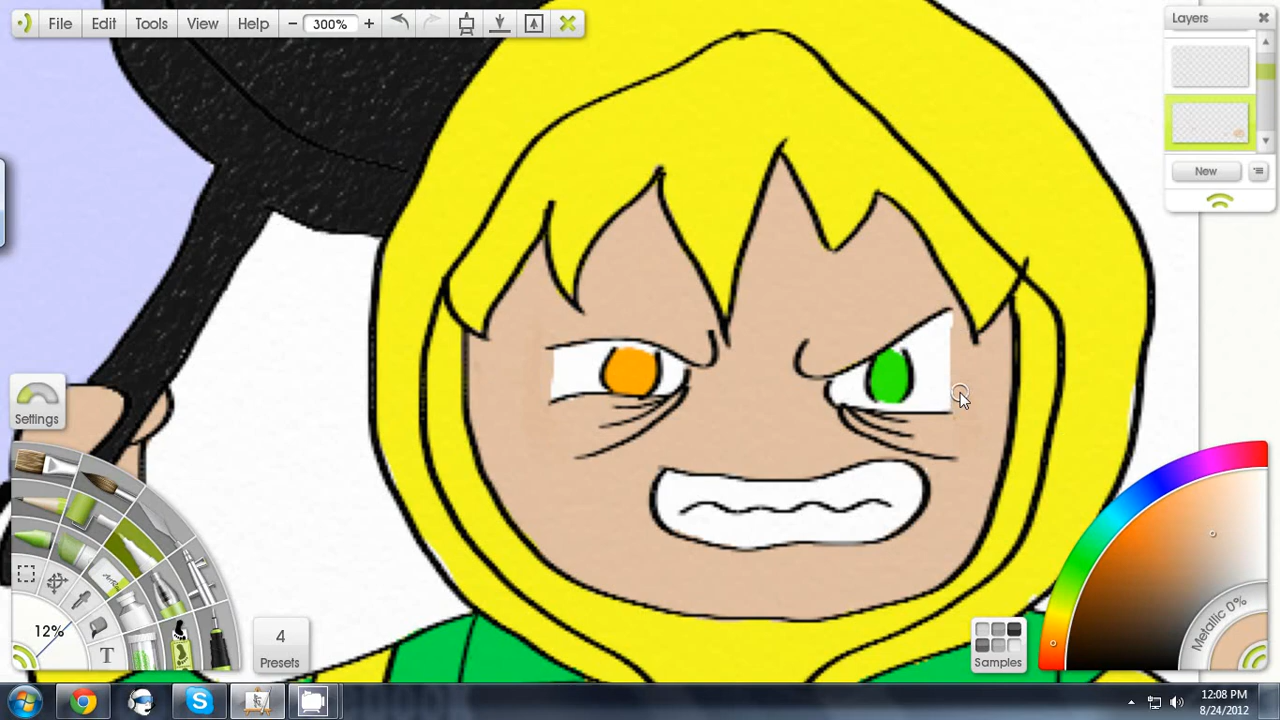 File Edit Tools View Help − 300% +
Layers
New
Settings
12%
T
4
Presets
Samples
Metallic 0%
12:08 PM
8/24/2012